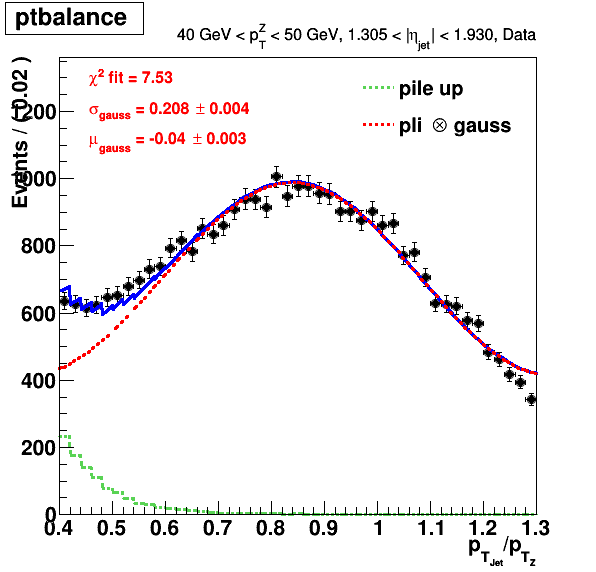 ptbalance
40 GeV < p_T^Z < 50 GeV, 1.305 < |η_jet| < 1.930, Data
Events / ( 0.02 )
χ² fit = 7.53
σ_gauss = 0.208 ± 0.004
μ_gauss = -0.04 ± 0.003
pile up
pli ⊗ gauss
1200
1000
800
600
400
200
0
0.4 0.5 0.6 0.7 0.8 0.9 1 1.1 1.2 1.3
p_T_Jet/p_T_Z